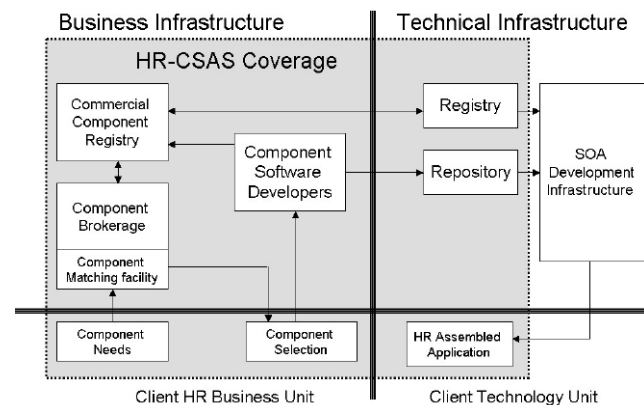 Business Infrastructure
Technical Infrastructure
HR-CSAS Coverage
Commercial
Component
Registry
Registry
Component
Software
Developers
Repository
SOA
Development
Infrastructure
Component
Brokerage
Component
Matching facility
Component
Needs
Component
Selection
HR Assembled
Application
Client HR Business Unit
Client Technology Unit